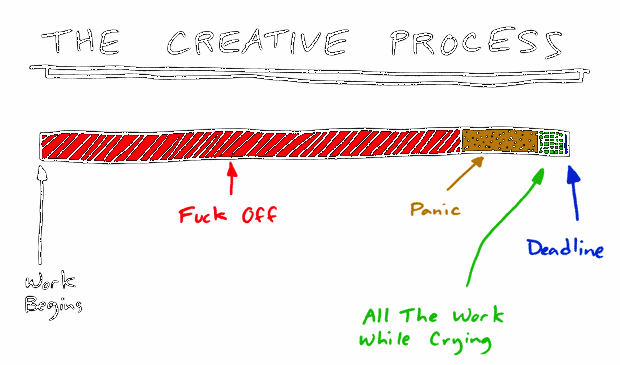 THE CREATIVE PROCESS
Fuck Off
Panic
Deadline
Work
Begins
All The Work
While Crying